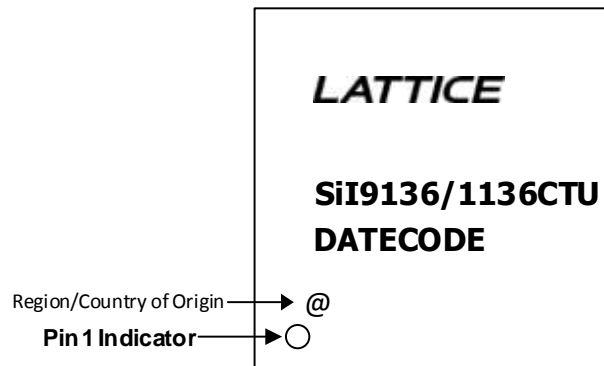 LATTICE
SiI9136/1136CTU
DATECODE
Region/Country of Origin @
Pin 1 Indicator